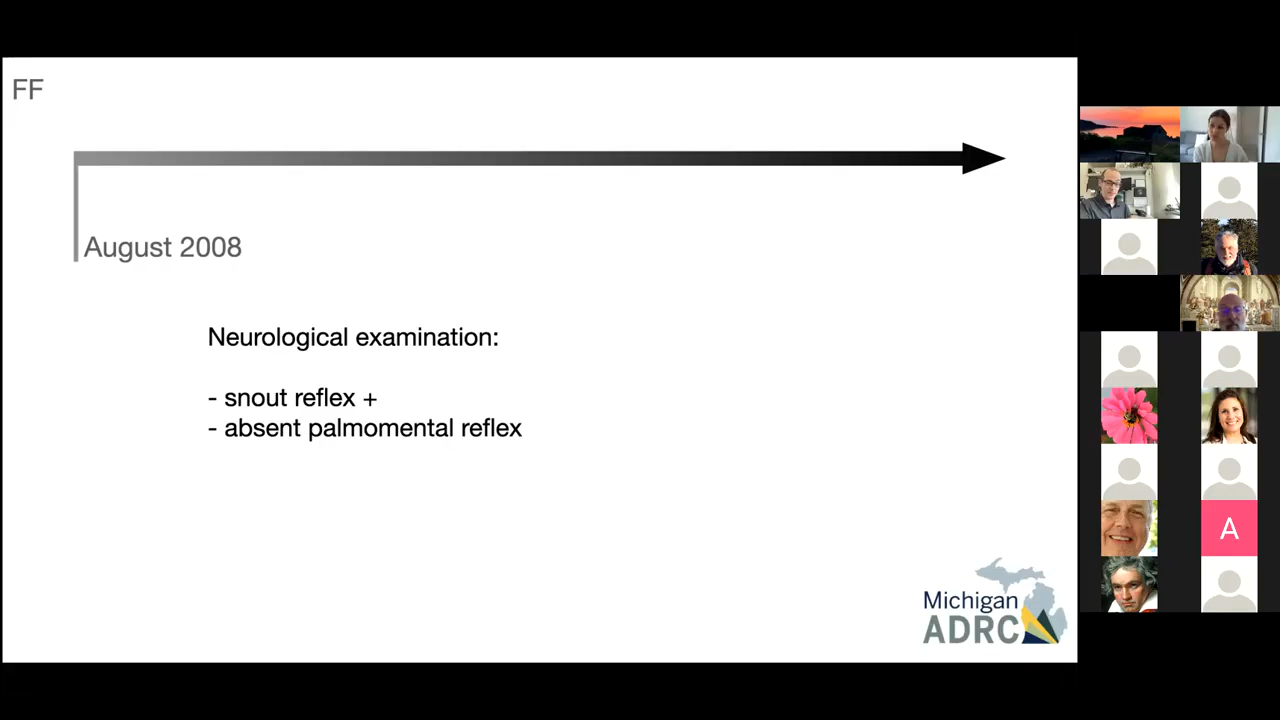 FF
August 2008
Neurological examination:
- snout reflex +
- absent palmomental reflex
Michigan
ADRC
A